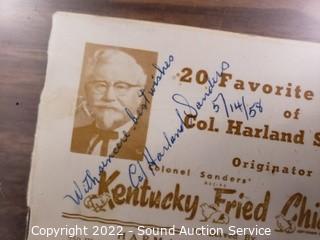 With sincere best wishes
Col Harland Sanders
5/14/58
20 Favorite
of
Col. Harland S
Originator
Colonel Sanders'
Kentucky Fried Chi
Copyright 2022 - Sound Auction Service